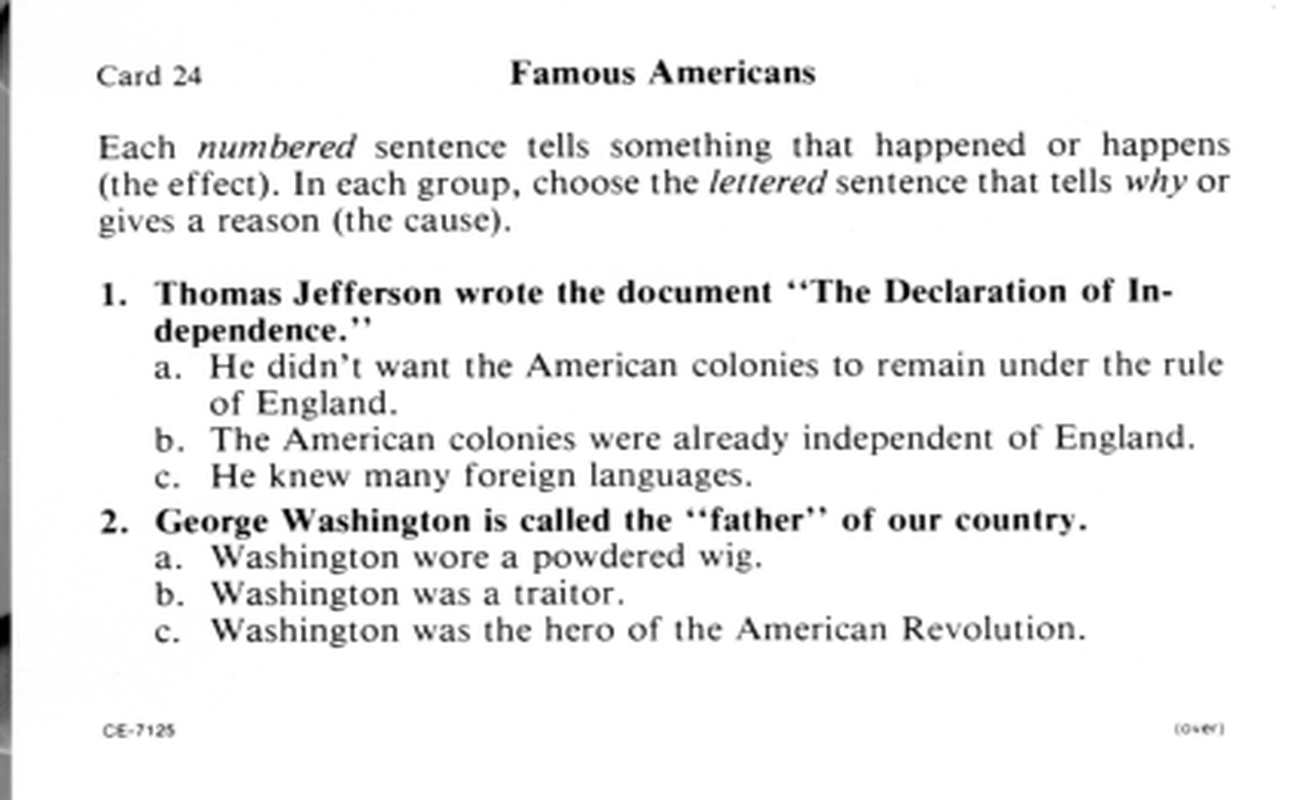 Card 24
Famous Americans
Each numbered sentence tells something that happened or happens
(the effect). In each group, choose the lettered sentence that tells why or
gives a reason (the cause).
1. Thomas Jefferson wrote the document “The Declaration of In-
dependence.”
a. He didn’t want the American colonies to remain under the rule
of England.
b. The American colonies were already independent of England.
c. He knew many foreign languages.
2. George Washington is called the “father” of our country.
a. Washington wore a powdered wig.
b. Washington was a traitor.
c. Washington was the hero of the American Revolution.
CE-7125
(over)